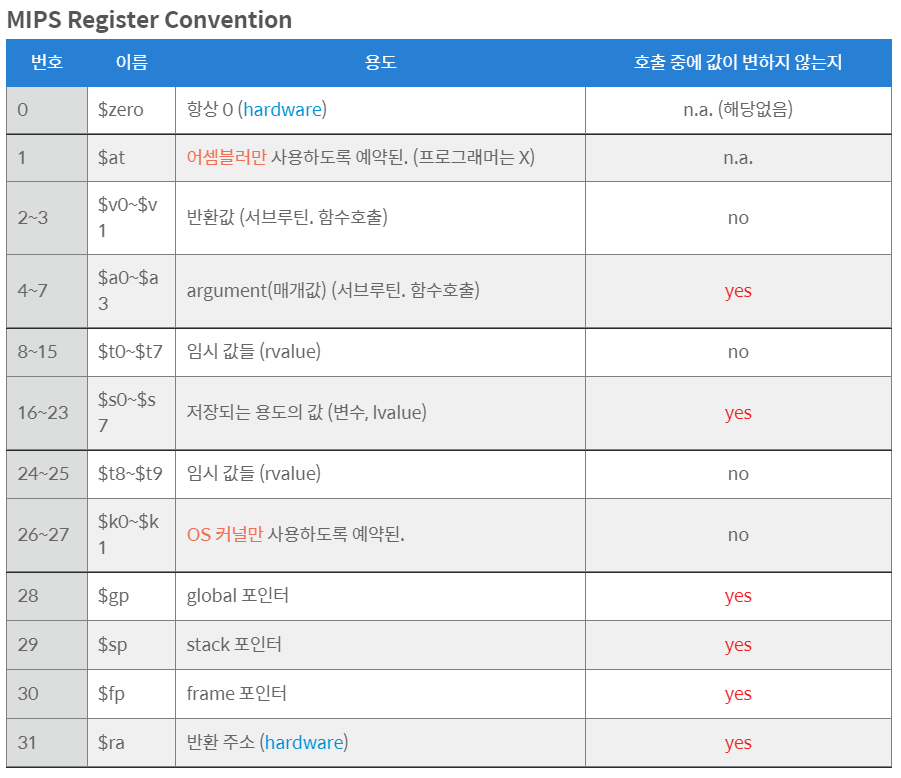 MIPS Register Convention
번호 이름 용도 호출 중에 값이 변하지 않는지
0 $zero 항상 0 (hardware) n.a. (해당없음)
1 $at 어셈블러만 사용하도록 예약된. (프로그래머는 X) n.a.
2~3 $v0~$v
1 반환값 (서브루틴. 함수호출) no
4~7 $a0~$a
3 argument(매개값) (서브루틴. 함수호출) yes
8~15 $t0~$t7 임시 값들 (rvalue) no
16~23 $s0~$s
7 저장되는 용도의 값 (변수, lvalue) yes
24~25 $t8~$t9 임시 값들 (rvalue) no
26~27 $k0~$k
1 OS 커널만 사용하도록 예약된. no
28 $gp global 포인터 yes
29 $sp stack 포인터 yes
30 $fp frame 포인터 yes
31 $ra 반환 주소 (hardware) yes